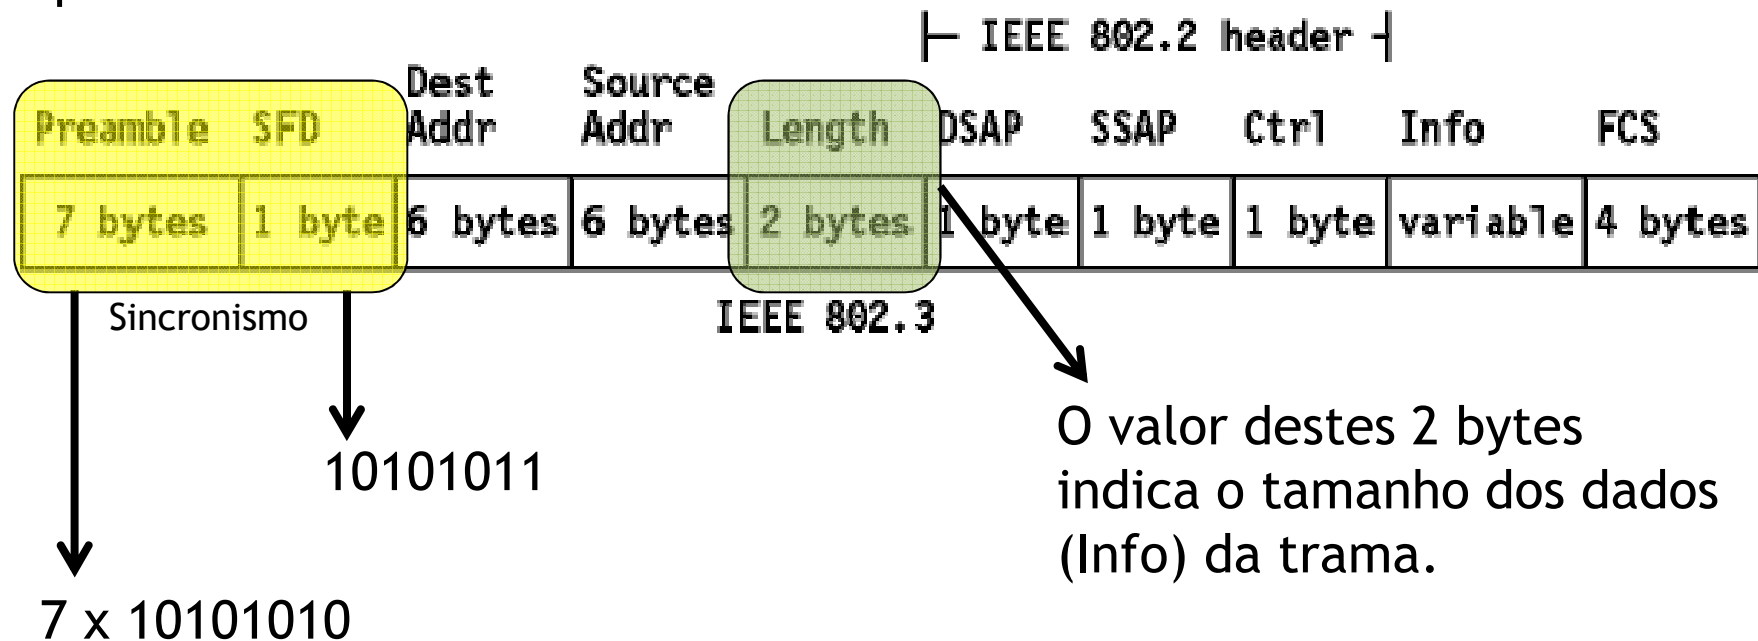 ├─ IEEE 802.2 header ─┤
Dest Source
Preamble SFD Addr Addr Length DSAP SSAP Ctrl Info FCS
7 bytes 1 byte 6 bytes 6 bytes 2 bytes 1 byte 1 byte 1 byte variable 4 bytes
Sincronismo
IEEE 802.3
10101011
7 x 10101010
O valor destes 2 bytes
indica o tamanho dos dados
(Info) da trama.